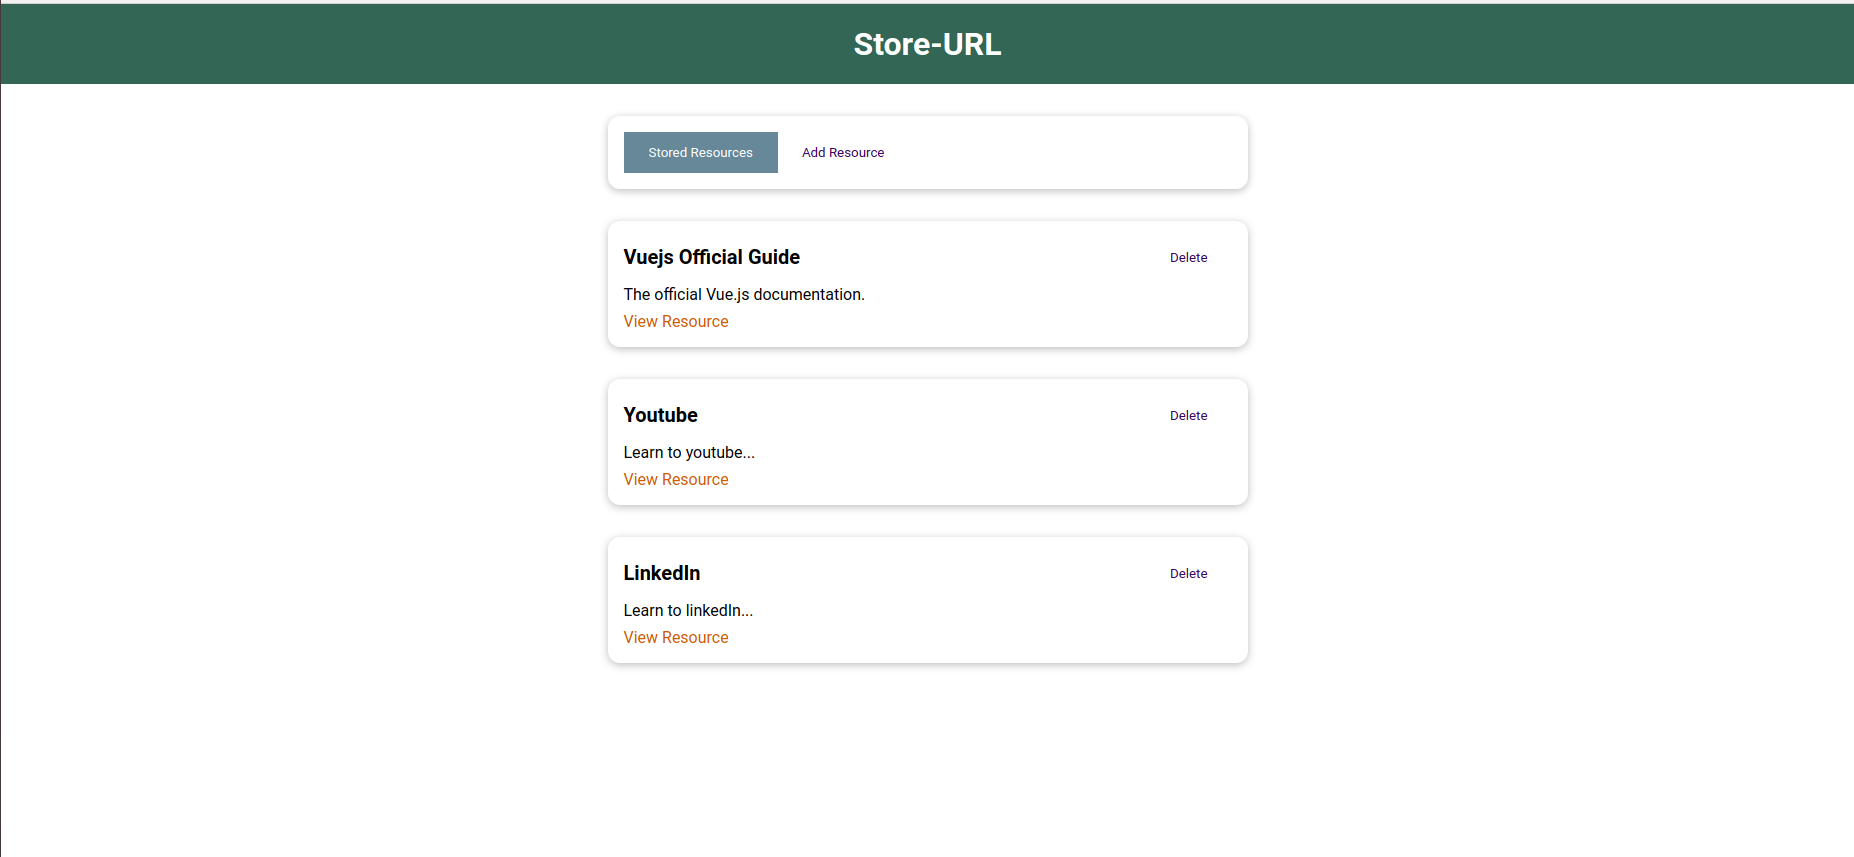 Store-URL
Stored Resources Add Resource
Vuejs Official Guide Delete
The official Vue.js documentation.
View Resource
Youtube Delete
Learn to youtube...
View Resource
LinkedIn Delete
Learn to linkedIn...
View Resource